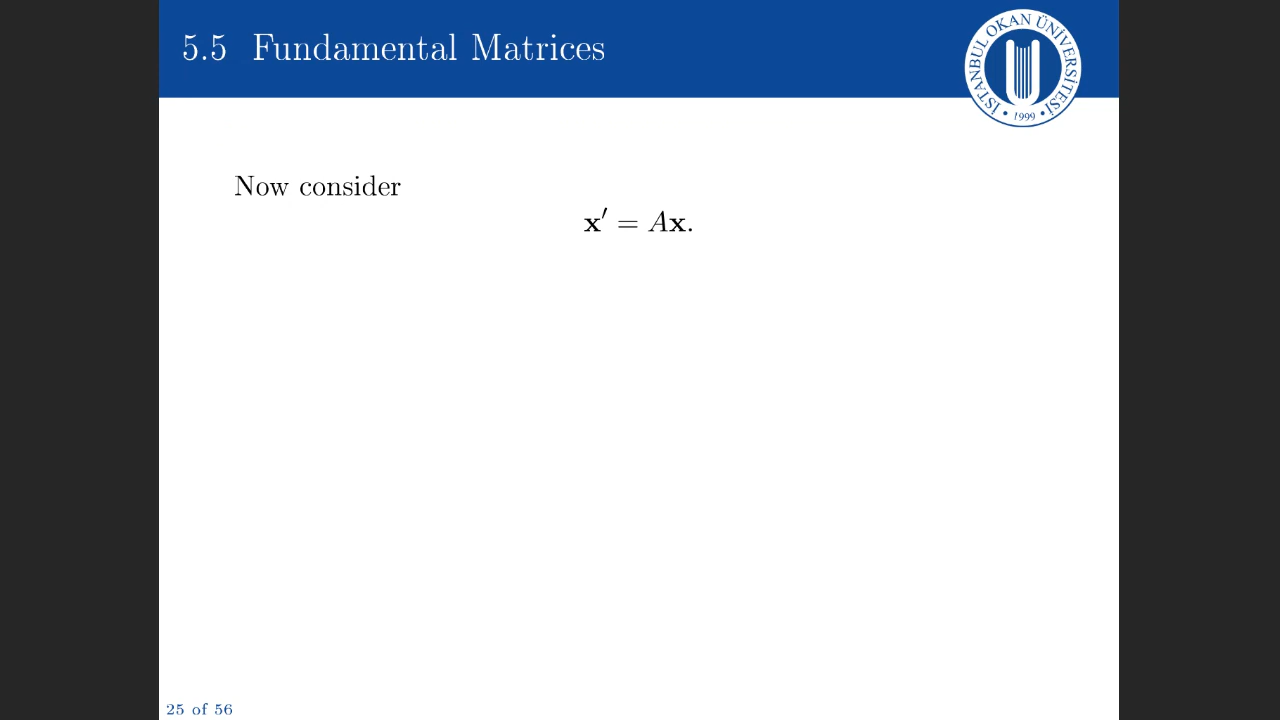 5.5 Fundamental Matrices
İSTANBUL OKAN ÜNİVERSİTESİ
• 1999 •
Now consider
x′ = Ax.
25 of 56